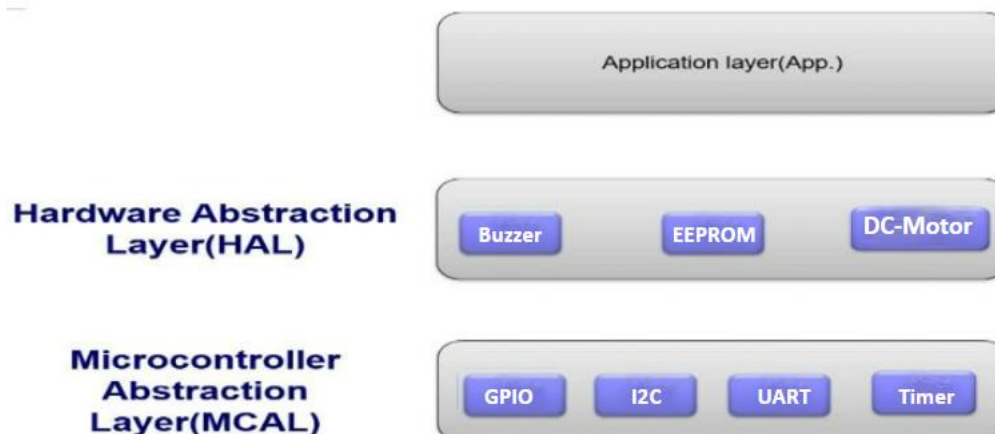 Application layer(App.)
Hardware Abstraction
Layer(HAL)
Buzzer
EEPROM
DC-Motor
Microcontroller
Abstraction
Layer(MCAL)
GPIO
I2C
UART
Timer